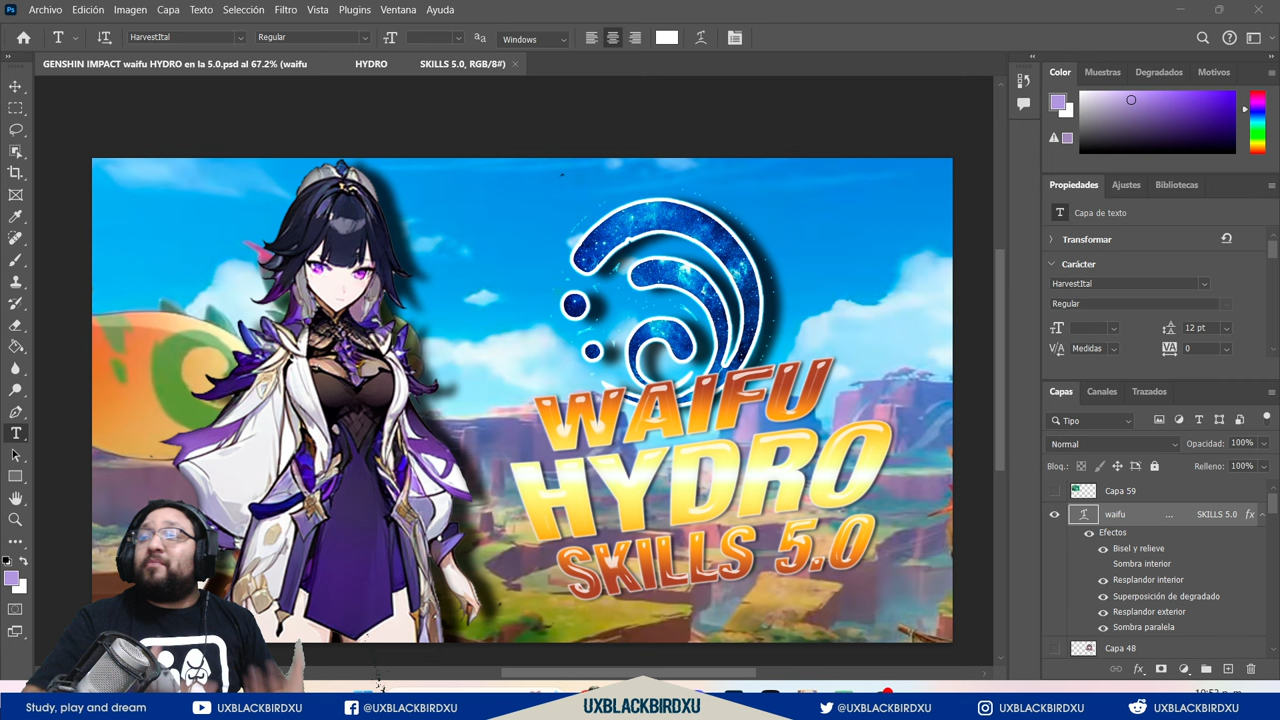 Ps Archivo Edición Imagen Capa Texto Selección Filtro Vista Plugins Ventana Ayuda
T HarvestItal Regular Windows
GENSHIN IMPACT waifu HYDRO en la 5.0.psd al 67.2% (waifu HYDRO SKILLS 5.0, RGB/8#) ×
Color Muestras Degradados Motivos
Propiedades Ajustes Bibliotecas
T Capa de texto
Transformar
Carácter
HarvestItal
Regular
12 pt
Medidas 0
Capas Canales Trazados
Tipo
Normal Opacidad: 100%
Bloq.: Relleno: 100%
Capa 59
waifu ... SKILLS 5.0 fx
Efectos
Bisel y relieve
Sombra interior
Resplandor interior
Superposición de degradado
Resplandor exterior
Sombra paralela
Capa 48
fx
WAIFU
HYDRO
SKILLS 5.0
Study, play and dream UXBLACKBIRDXU @UXBLACKBIRDXU UXBLACKBIRDXU @UXBLACKBIRDXU UXBLACKBIRDXU UXBLACKBIRDXU